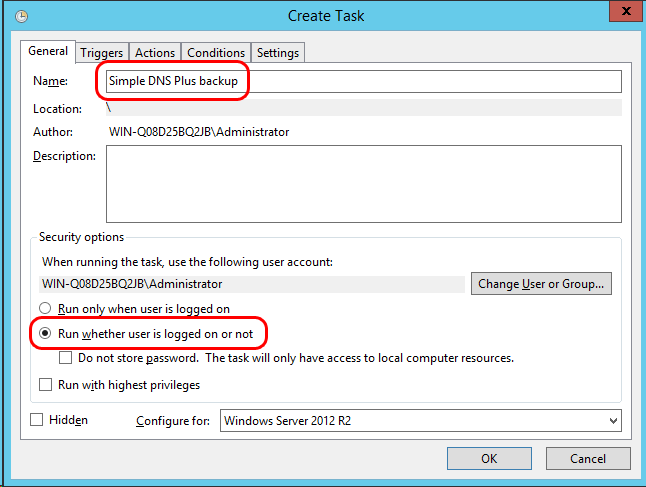 Create Task
X
General Triggers Actions Conditions Settings
Name: Simple DNS Plus backup
Location: \
Author: WIN-Q08D25BQ2JB\Administrator
Description:
Security options
When running the task, use the following user account:
WIN-Q08D25BQ2JB\Administrator Change User or Group...
Run only when user is logged on
Run whether user is logged on or not
Do not store password. The task will only have access to local computer resources.
Run with highest privileges
Hidden Configure for: Windows Server 2012 R2
OK Cancel